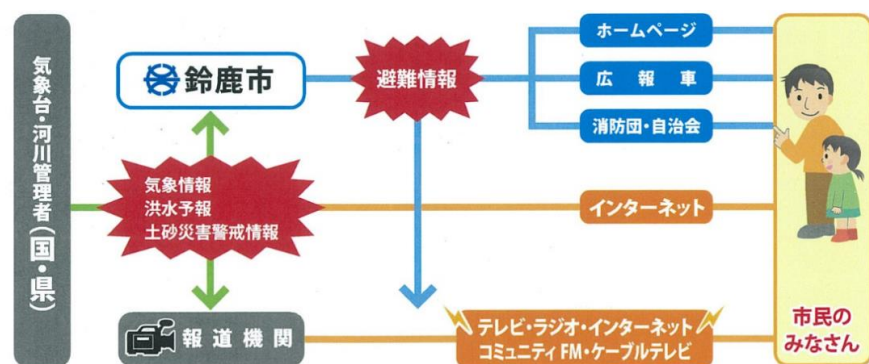 気象台・河川管理者(国・県)
鈴鹿市
避難情報
ホームページ
広報車
消防団・自治会
気象情報
洪水予報
土砂災害警戒情報
インターネット
報道機関
テレビ・ラジオ・インターネット
コミュニティFM・ケーブルテレビ
市民の
みなさん